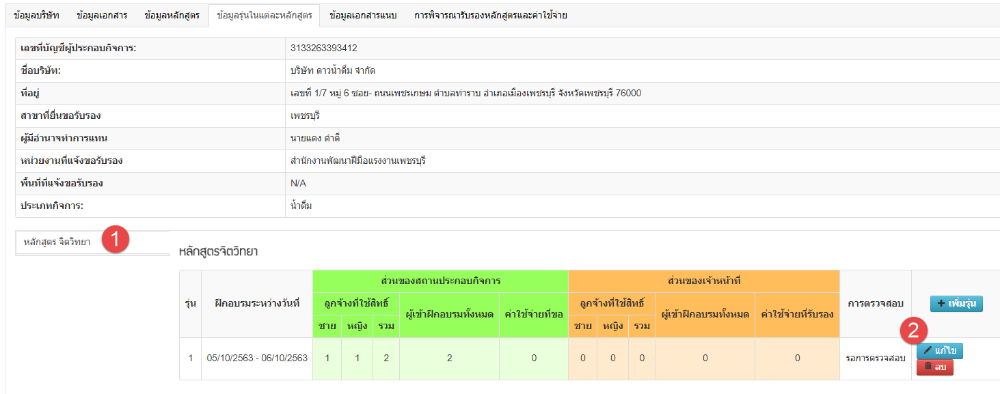 ข้อมูลบริษัท ข้อมูลเอกสาร ข้อมูลหลักสูตร ข้อมูลรุ่นในแต่ละหลักสูตร ข้อมูลเอกสารแนบ การพิจารณารับรองหลักสูตรและค่าใช้จ่าย
เลขที่บัญชีผู้ประกอบกิจการ: 3133263393412
ชื่อบริษัท: บริษัท ดาวน้ำดื่ม จำกัด
ที่อยู่ เลขที่ 1/7 หมู่ 6 ซอย- ถนนเพชรเกษม ตำบลท่าราบ อำเภอเมืองเพชรบุรี จังหวัดเพชรบุรี 76000
สาขาที่ยื่นขอรับรอง เพชรบุรี
ผู้มีอำนาจทำการแทน นายแดง ดำดี
หน่วยงานที่แจ้งขอรับรอง สำนักงานพัฒนาฝีมือแรงงานเพชรบุรี
พื้นที่ที่แจ้งขอรับรอง N/A
ประเภทกิจการ: น้ำดื่ม
หลักสูตร จิตวิทยา 1
หลักสูตรจิตวิทยา
ส่วนของสถานประกอบกิจการ ส่วนของเจ้าหน้าที่
รุ่น ฝึกอบรมระหว่างวันที่ ลูกจ้างที่ใช้สิทธิ์ ผู้เข้าฝึกอบรมทั้งหมด ค่าใช้จ่ายที่ขอ ลูกจ้างที่ใช้สิทธิ์ ผู้เข้าฝึกอบรมทั้งหมด ค่าใช้จ่ายที่รับรอง การตรวจสอบ เพิ่มรุ่น
ชาย หญิง รวม ชาย หญิง รวม
2
1 05/10/2563 - 06/10/2563 1 1 2 2 0 0 0 0 0 0 รอการตรวจสอบ แก้ไข
ลบ